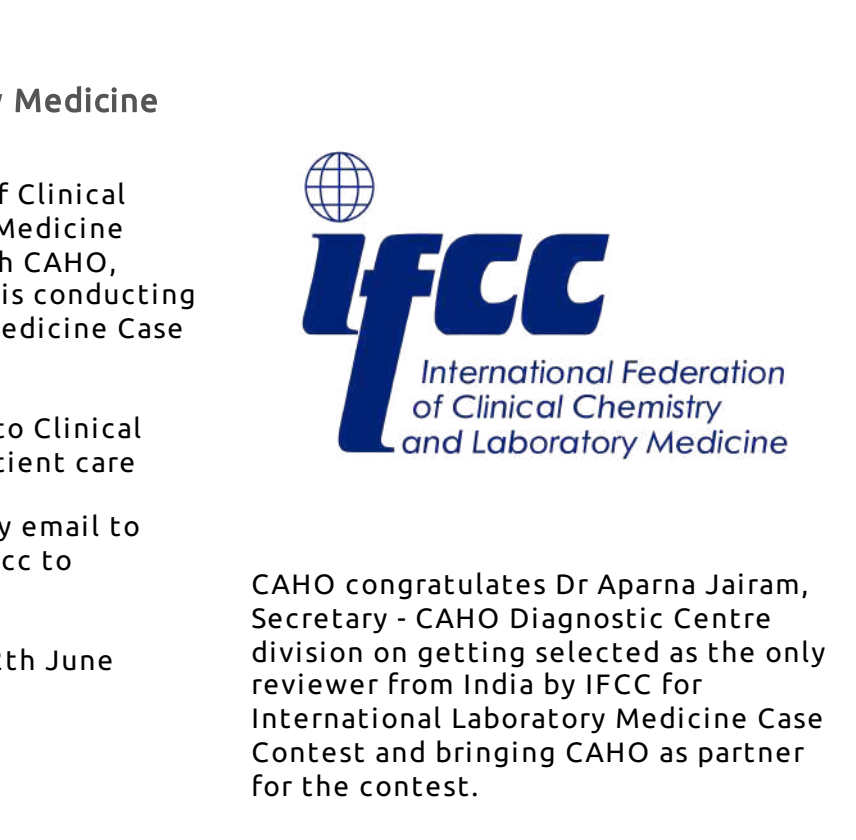 Medicine
f Clinical
Medicine
h CAHO,
is conducting
edicine Case
to Clinical
tient care
y email to
cc to
th June
ifcc
International Federation
of Clinical Chemistry
and Laboratory Medicine
CAHO congratulates Dr Aparna Jairam,
Secretary - CAHO Diagnostic Centre
division on getting selected as the only
reviewer from India by IFCC for
International Laboratory Medicine Case
Contest and bringing CAHO as partner
for the contest.